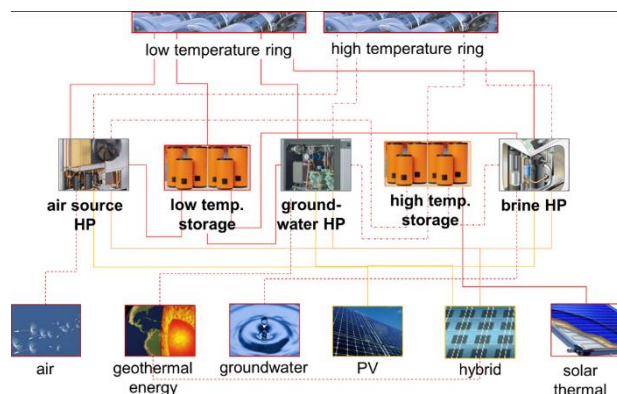 low temperature ring high temperature ring
air source low temp. ground- high temp. brine HP
HP storage water HP storage
air geothermal groundwater PV hybrid solar
energy thermal